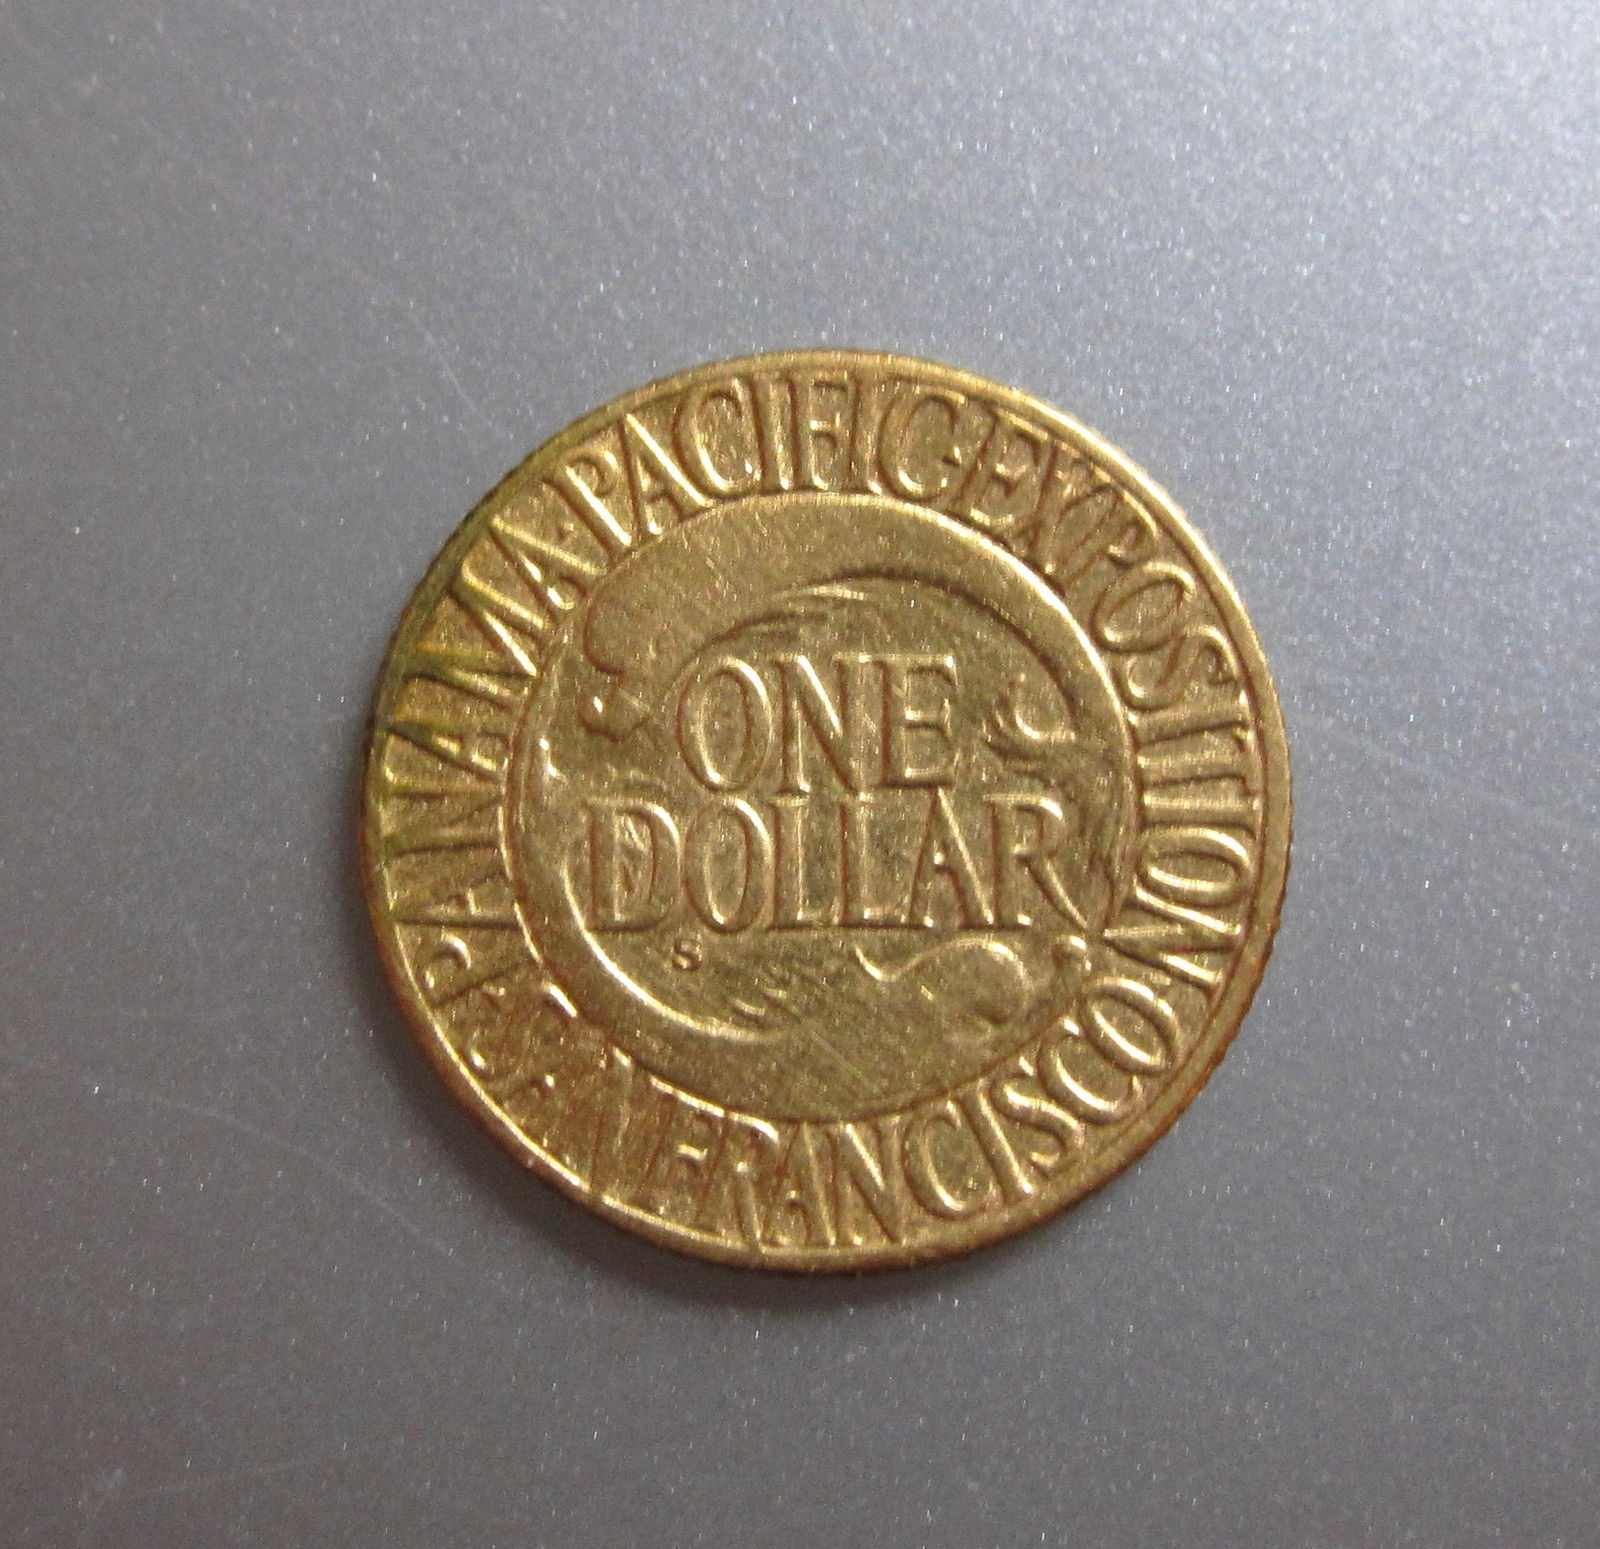 PANAMA·PACIFIC·EXPOSITION·
SAN FRANCISCO
ONE
DOLLAR
S